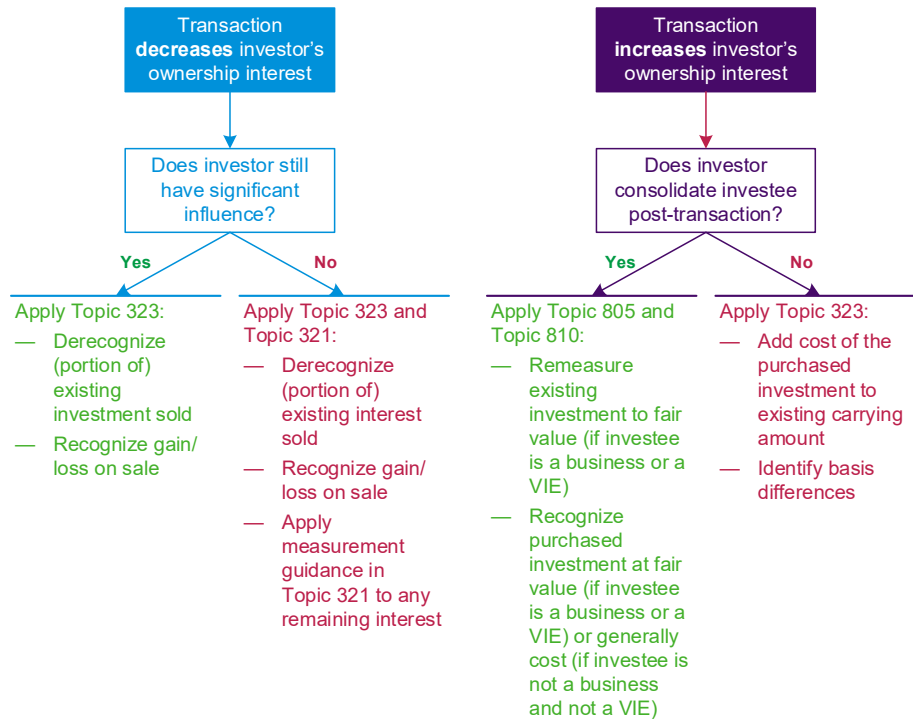 Transaction
decreases investor's
ownership interest
Does investor still
have significant
influence?
Yes
No
Apply Topic 323:
— Derecognize
(portion of)
existing
investment sold
— Recognize gain/
loss on sale
Apply Topic 323 and
Topic 321:
— Derecognize
(portion of)
existing interest
sold
— Recognize gain/
loss on sale
— Apply
measurement
guidance in
Topic 321 to any
remaining interest
Transaction
increases investor's
ownership interest
Does investor
consolidate investee
post-transaction?
Yes
No
Apply Topic 805 and
Topic 810:
— Remeasure
existing
investment to fair
value (if investee
is a business or a
VIE)
— Recognize
purchased
investment at fair
value (if investee
is a business or a
VIE) or generally
cost (if investee is
not a business
and not a VIE)
Apply Topic 323:
— Add cost of the
purchased
investment to
existing carrying
amount
— Identify basis
differences